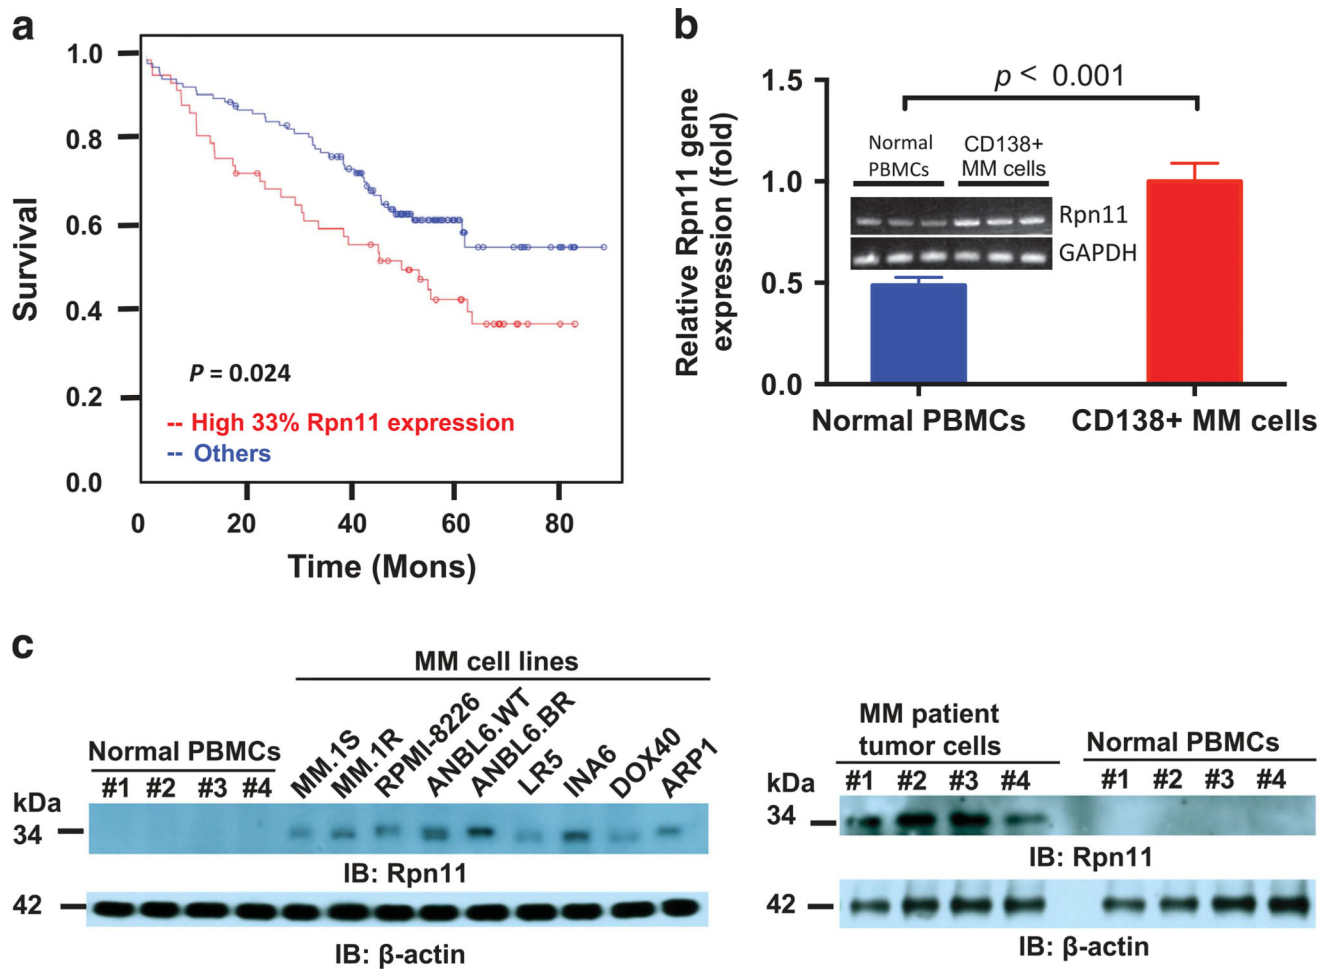 a
1.0
0.8
0.6
0.4
0.2
0.0
Survival
P = 0.024
-- High 33% Rpn11 expression
-- Others
0 20 40 60 80
Time (Mons)
b
Relative Rpn11 gene
expression (fold)
1.5
1.0
0.5
0.0
p < 0.001
Normal
PBMCs
CD138+
MM cells
Rpn11
GAPDH
Normal PBMCs CD138+ MM cells
c
MM cell lines
Normal PBMCs
#1 #2 #3 #4
MM.1S
MM.1R
RPMI-8226
ANBL6.WT
ANBL6.BR
LR5
INA6
DOX40
ARP1
kDa
34
IB: Rpn11
42
IB: β-actin
MM patient
tumor cells
Normal PBMCs
kDa
#1 #2 #3 #4 #1 #2 #3 #4
34
IB: Rpn11
42
IB: β-actin